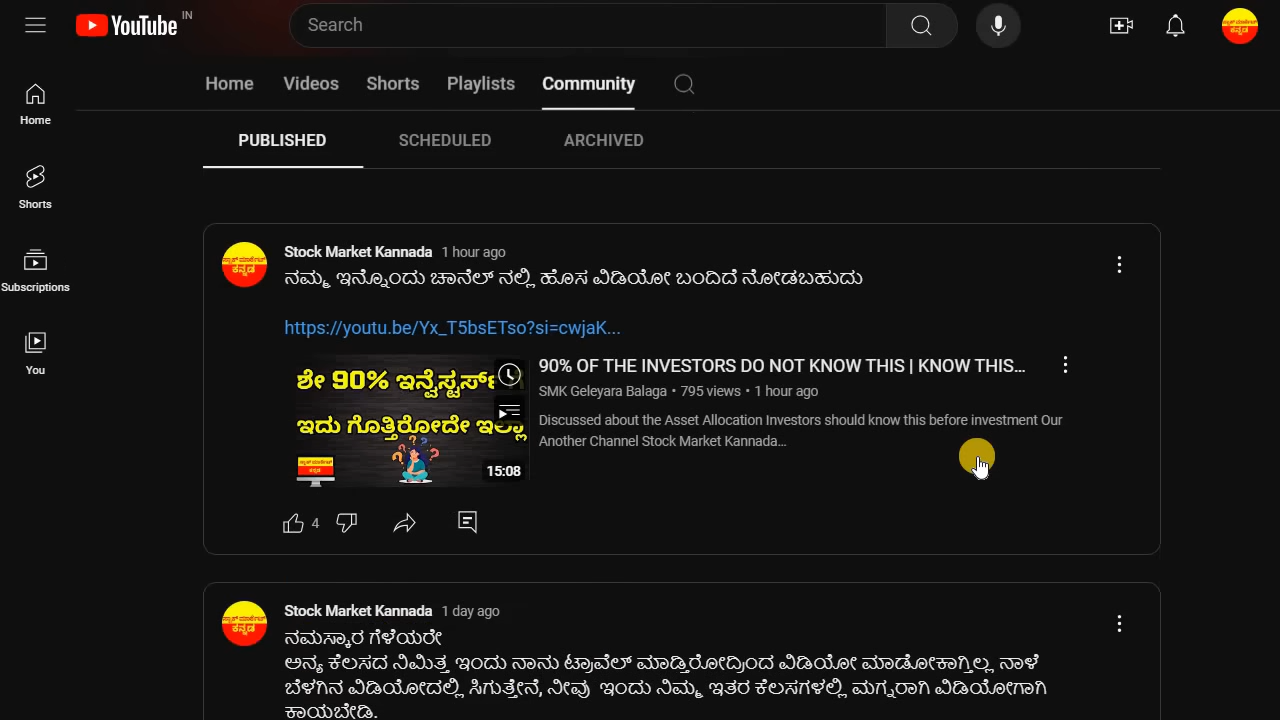 YouTube IN
Search
Home
Videos
Shorts
Playlists
Community
Home
Shorts
Subscriptions
You
PUBLISHED
SCHEDULED
ARCHIVED
Stock Market Kannada 1 hour ago
ನಮ್ಮ ಇನ್ನೊಂದು ಚಾನೆಲ್ ನಲ್ಲಿ ಹೊಸ ವಿಡಿಯೋ ಬಂದಿದೆ ನೋಡಬಹುದು
https://youtu.be/Yx_T5bsETso?si=cwjaK...
ಶೇ 90% ಇನ್ವೆಸ್ಟರ್ಸ್
ಇದು ಗೊತ್ತಿರೋದೇ ಇಲ್ಲಾ
15:08
90% OF THE INVESTORS DO NOT KNOW THIS | KNOW THIS...
SMK Geleyara Balaga • 795 views • 1 hour ago
Discussed about the Asset Allocation Investors should know this before investment Our
Another Channel Stock Market Kannada...
4
Stock Market Kannada 1 day ago
ನಮಸ್ಕಾರ ಗೆಳೆಯರೇ
ಅನ್ಯ ಕೆಲಸದ ನಿಮಿತ್ತ ಇಂದು ನಾನು ಟ್ರಾವೆಲ್ ಮಾಡ್ತಿರೋದ್ರಿಂದ ವಿಡಿಯೋ ಮಾಡೋಕಾಗ್ತಿಲ್ಲ ನಾಳೆ
ಬೆಳಗಿನ ವಿಡಿಯೋದಲ್ಲಿ ಸಿಗುತ್ತೇನೆ, ನೀವು ಇಂದು ನಿಮ್ಮ ಇತರ ಕೆಲಸಗಳಲ್ಲಿ ಮಗ್ನರಾಗಿ ವಿಡಿಯೋಗಾಗಿ
ಕಾಯಬೇಡಿ.